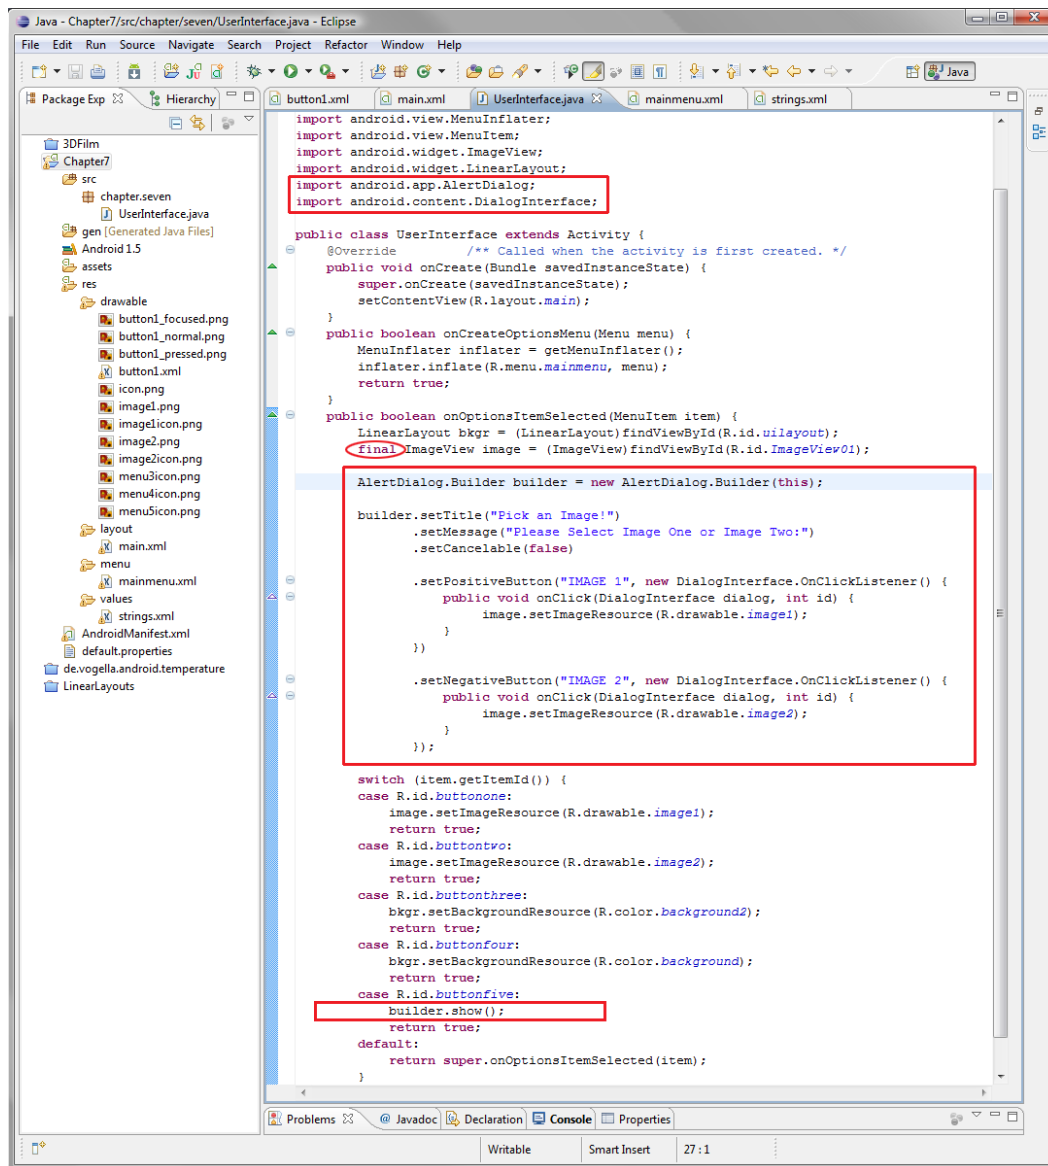 Java - Chapter7/src/chapter/seven/UserInterface.java - Eclipse
File Edit Run Source Navigate Search Project Refactor Window Help
Java
Package Exp Hierarchy
button1.xml main.xml UserInterface.java mainmenu.xml strings.xml
3DFilm
Chapter7
src
chapter.seven
UserInterface.java
gen [Generated Java Files]
Android 1.5
assets
res
drawable
button1_focused.png
button1_normal.png
button1_pressed.png
button1.xml
icon.png
image1.png
image1icon.png
image2.png
image2icon.png
menu3icon.png
menu4icon.png
menu5icon.png
layout
main.xml
menu
mainmenu.xml
values
strings.xml
AndroidManifest.xml
default.properties
de.vogella.android.temperature
LinearLayouts
import android.view.MenuInflater;
import android.view.MenuItem;
import android.widget.ImageView;
import android.widget.LinearLayout;
import android.app.AlertDialog;
import android.content.DialogInterface;
public class UserInterface extends Activity {
@Override /** Called when the activity is first created. */
public void onCreate(Bundle savedInstanceState) {
super.onCreate(savedInstanceState);
setContentView(R.layout.main);
}
public boolean onCreateOptionsMenu(Menu menu) {
MenuInflater inflater = getMenuInflater();
inflater.inflate(R.menu.mainmenu, menu);
return true;
}
public boolean onOptionsItemSelected(MenuItem item) {
LinearLayout bkgr = (LinearLayout)findViewById(R.id.uilayout);
final ImageView image = (ImageView)findViewById(R.id.ImageView01);
AlertDialog.Builder builder = new AlertDialog.Builder(this);
builder.setTitle("Pick an Image!")
.setMessage("Please Select Image One or Image Two:")
.setCancelable(false)
.setPositiveButton("IMAGE 1", new DialogInterface.OnClickListener() {
public void onClick(DialogInterface dialog, int id) {
image.setImageResource(R.drawable.image1);
}
})
.setNegativeButton("IMAGE 2", new DialogInterface.OnClickListener() {
public void onClick(DialogInterface dialog, int id) {
image.setImageResource(R.drawable.image2);
}
});
switch (item.getItemId()) {
case R.id.buttonone:
image.setImageResource(R.drawable.image1);
return true;
case R.id.buttontwo:
image.setImageResource(R.drawable.image2);
return true;
case R.id.buttonthree:
bkgr.setBackgroundResource(R.color.background2);
return true;
case R.id.buttonfour:
bkgr.setBackgroundResource(R.color.background);
return true;
case R.id.buttonfive:
builder.show();
return true;
default:
return super.onOptionsItemSelected(item);
}
Problems @ Javadoc Declaration Console Properties
Writable Smart Insert 27 : 1